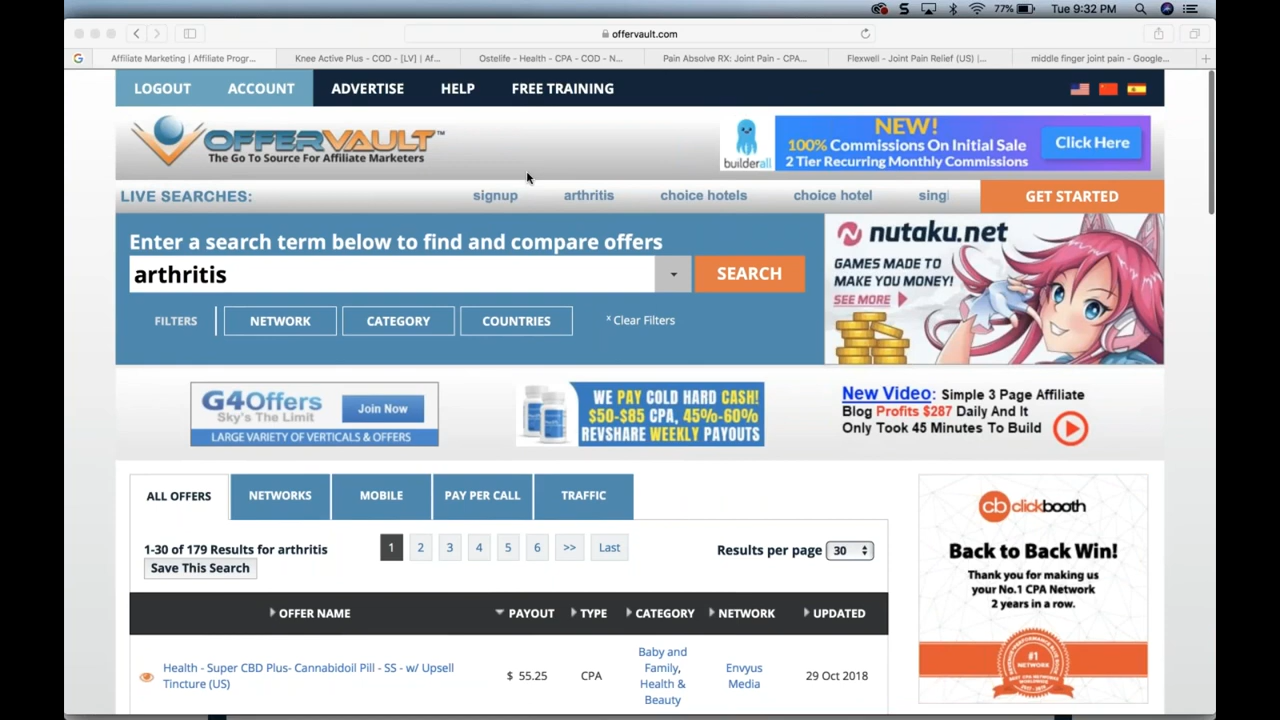 77% Tue 9:32 PM
offervault.com
Affiliate Marketing | Affiliate Progr...
Knee Active Plus - COD - [LV] | Af...
Ostelife - Health - CPA - COD - N...
Pain Absolve RX: Joint Pain - CPA...
Flexwell - Joint Pain Relief (US) |...
middle finger joint pain - Google...
LOGOUT ACCOUNT ADVERTISE HELP FREE TRAINING
OFFERVAULT™
The Go To Source For Affiliate Marketers
builderall
NEW!
100% Commissions On Initial Sale
2 Tier Recurring Monthly Commissions
Click Here
LIVE SEARCHES: signup arthritis choice hotels choice hotel sing
GET STARTED
Enter a search term below to find and compare offers
arthritis
SEARCH
FILTERS NETWORK CATEGORY COUNTRIES x Clear Filters
nutaku.net
GAMES MADE TO
MAKE YOU MONEY!
SEE MORE
G4Offers
Sky's The Limit
Join Now
LARGE VARIETY OF VERTICALS & OFFERS
WE PAY COLD HARD CASH!
$50-$85 CPA, 45%-60%
REVSHARE WEEKLY PAYOUTS
New Video: Simple 3 Page Affiliate
Blog Profits $287 Daily And It
Only Took 45 Minutes To Build
ALL OFFERS NETWORKS MOBILE PAY PER CALL TRAFFIC
1-30 of 179 Results for arthritis
1 2 3 4 5 6 >> Last
Results per page 30
Save This Search
OFFER NAME PAYOUT TYPE CATEGORY NETWORK UPDATED
Health - Super CBD Plus- Cannabidoil Pill - SS - w/ Upsell
Tincture (US)
$ 55.25
CPA
Baby and
Family,
Health &
Beauty
Envyus
Media
29 Oct 2018
cb clickbooth
Back to Back Win!
Thank you for making us
your No.1 CPA Network
2 years in a row.
#1
NETWORK